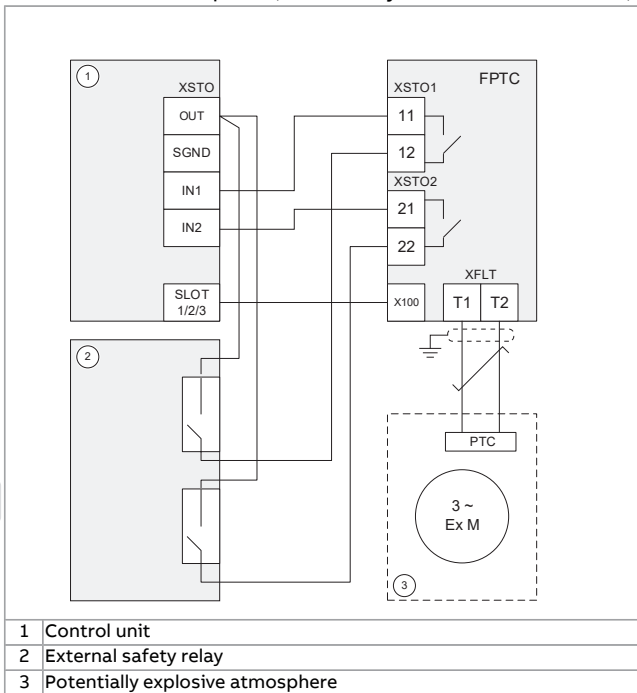 1
XSTO
OUT
SGND
IN1
IN2
SLOT
1/2/3
2
FPTC
XSTO1
11
12
XSTO2
21
22
X100
XFLT
T1 T2
PTC
3 ~
Ex M
3
1 Control unit
2 External safety relay
3 Potentially explosive atmosphere